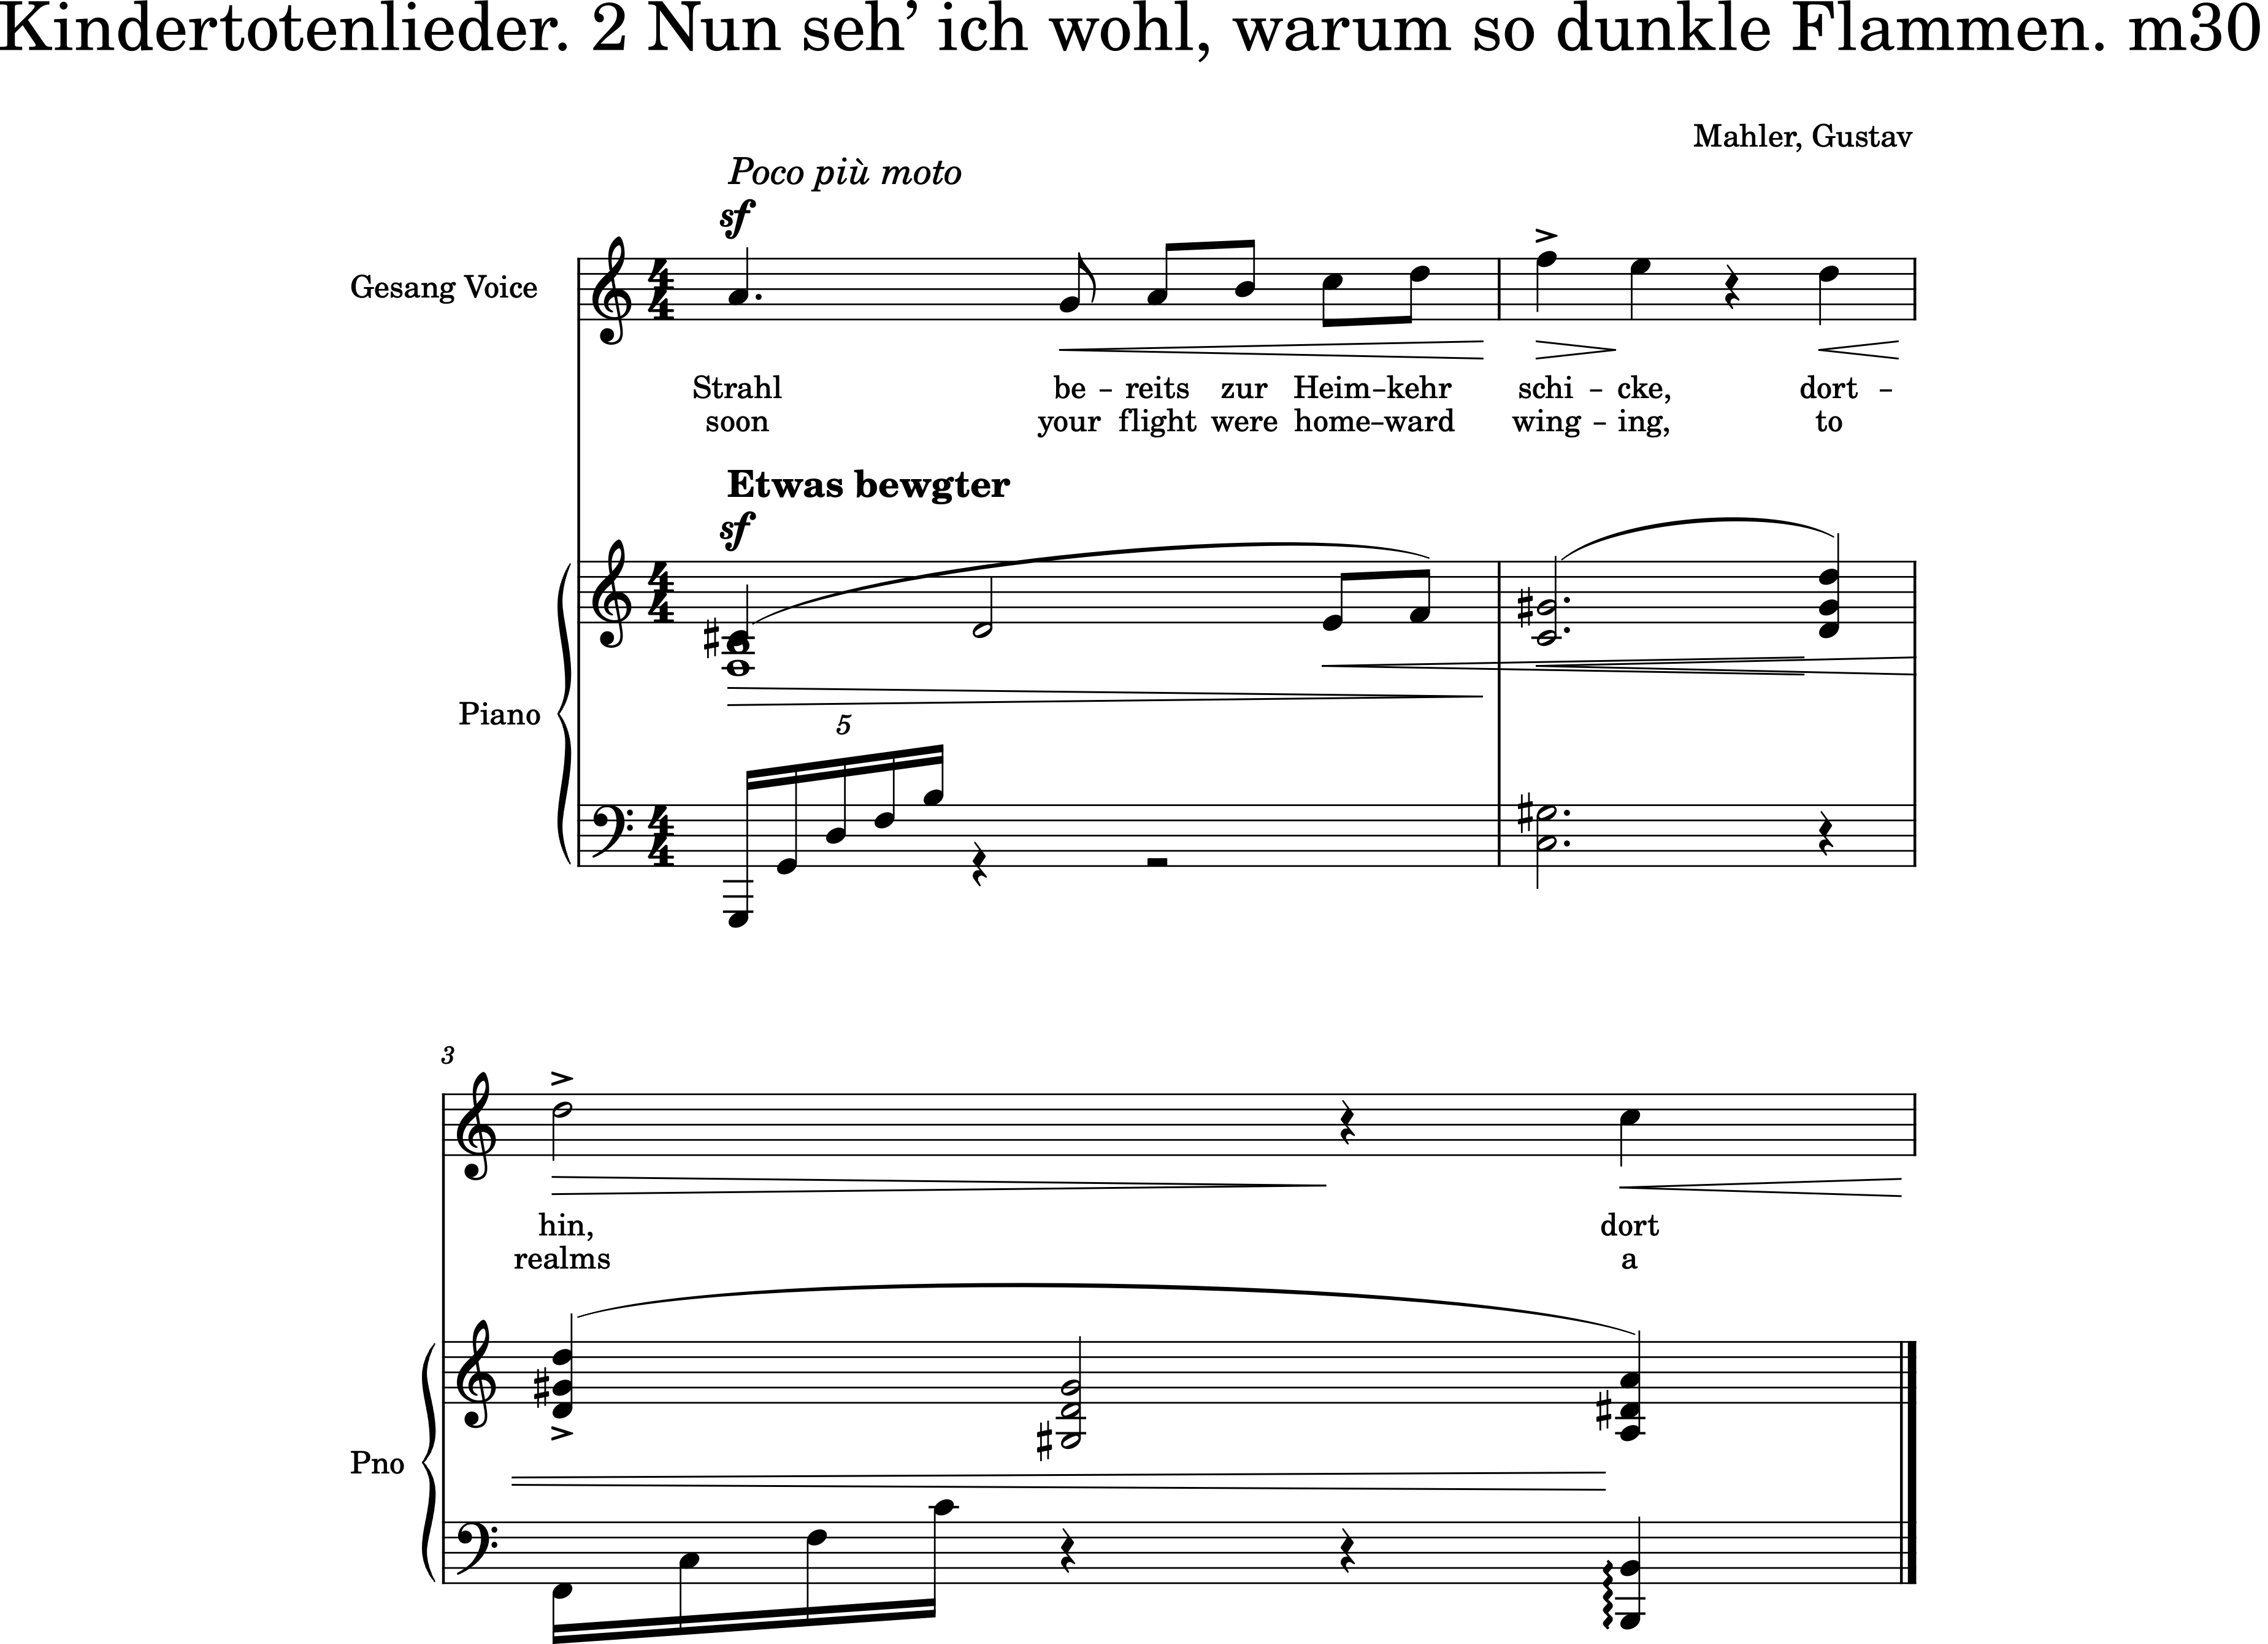 Kindertotenlieder. 2 Nun seh’ ich wohl, warum so dunkle Flammen. m30
Mahler, Gustav
Poco più moto
sf
Gesang Voice
Strahl be – reits zur Heim – kehr schi – cke, dort –
soon your flight were home – ward wing – ing, to
Etwas bewgter
sf
Piano
5
3
hin, dort
realms a
Pno